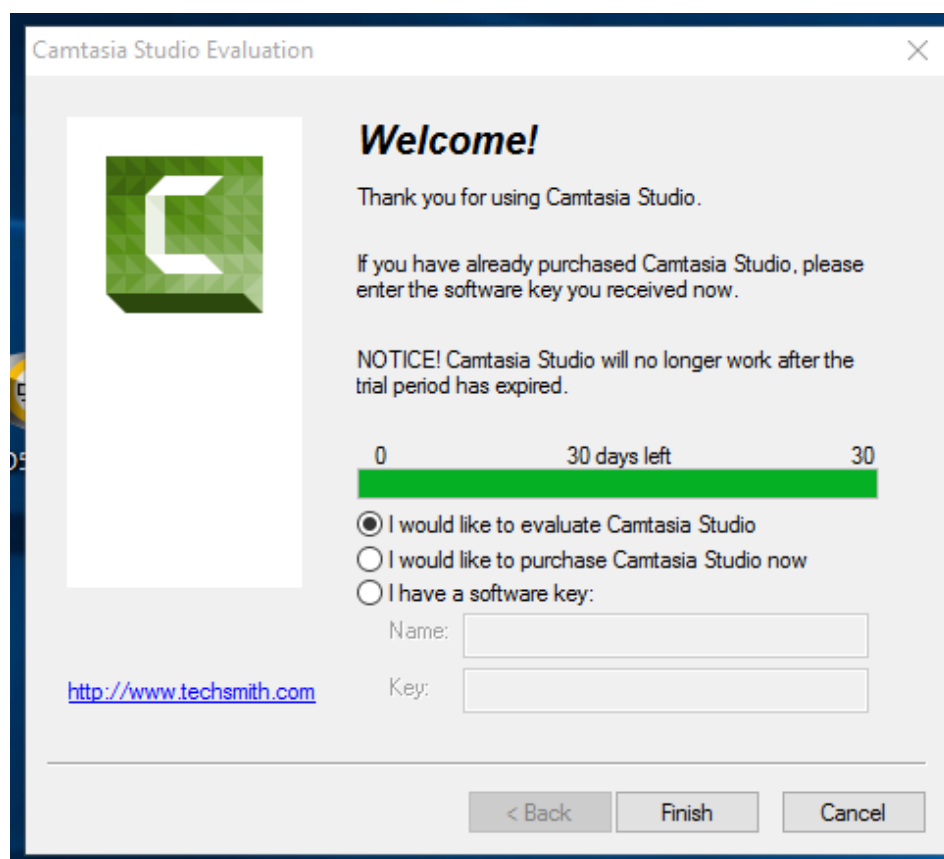 Camtasia Studio Evaluation
Welcome!
Thank you for using Camtasia Studio.
If you have already purchased Camtasia Studio, please
enter the software key you received now.
NOTICE! Camtasia Studio will no longer work after the
trial period has expired.
0 30 days left 30
I would like to evaluate Camtasia Studio
I would like to purchase Camtasia Studio now
I have a software key:
Name:
http://www.techsmith.com Key:
< Back Finish Cancel